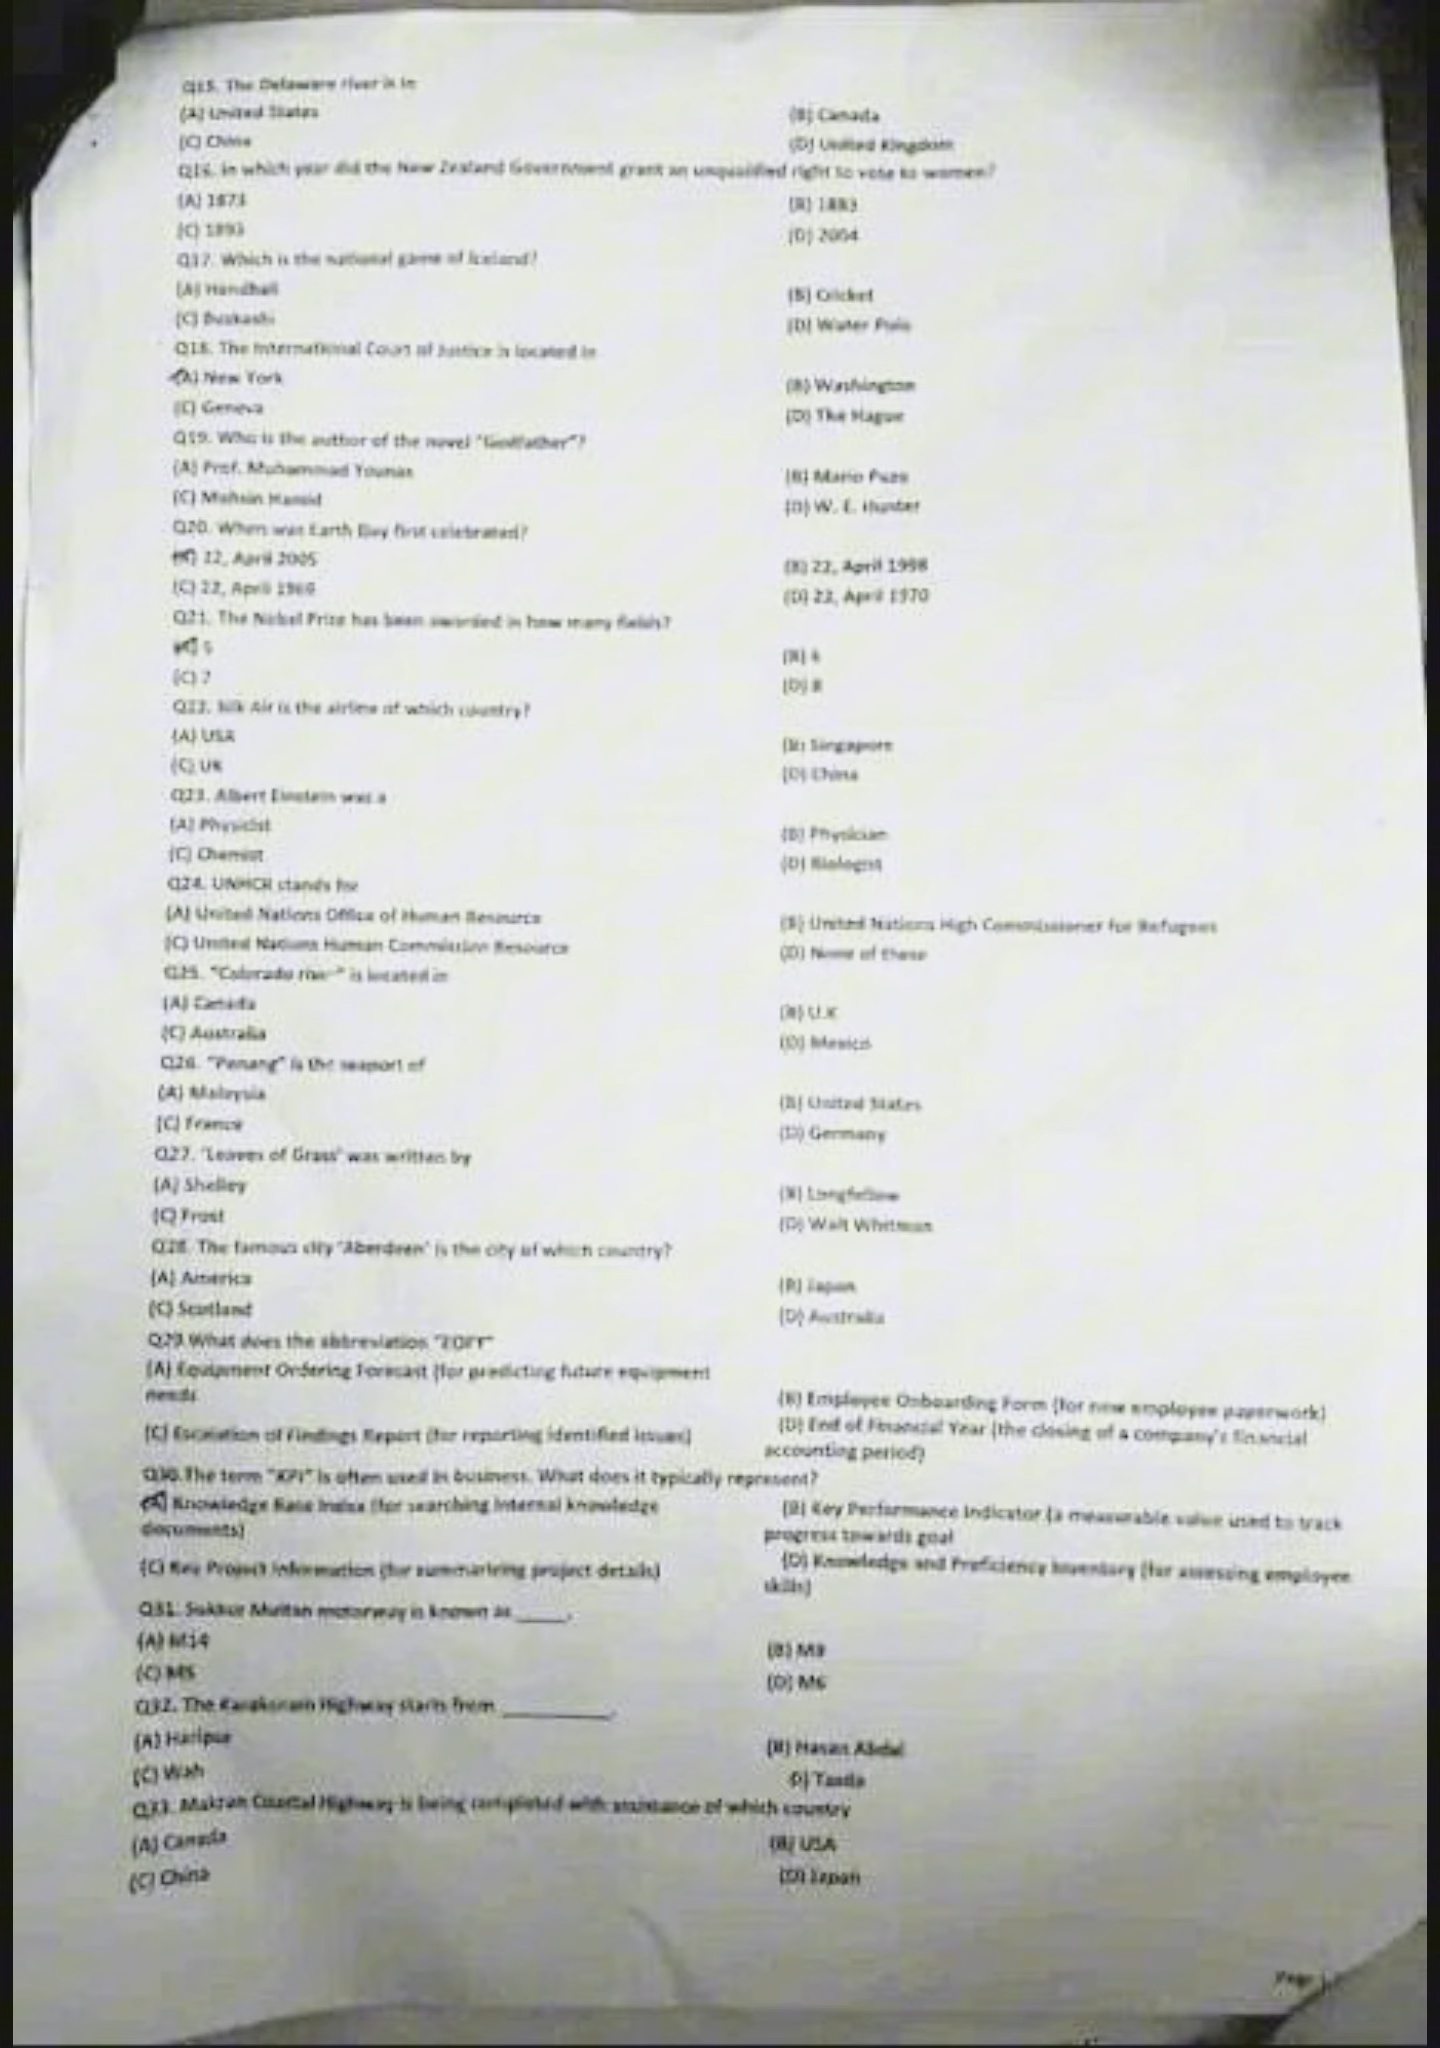 Q15. The Delaware river is in
(A) United States (B) Canada
(C) China (D) United Kingdom
Q16. In which year did the New Zealand Government grant an unqualified right to vote to women?
(A) 1873 (B) 1883
(C) 1893 (D) 2004
Q17. Which is the national game of Iceland?
(A) Handball (B) Cricket
(C) Buzkashi (D) Water Polo
Q18. The International Court of Justice is located in
(A) New York (B) Washington
(C) Geneva (D) The Hague
Q19. Who is the author of the novel "Godfather"?
(A) Prof. Muhammad Younas (B) Mario Puzo
(C) Mohsin Hamid (D) W. E. Hunter
Q20. When was Earth Day first celebrated?
22, April 2005 (B) 22, April 1998
(C) 22, April (D) 22, April 1970
Q21. The Nobel Prize has been awarded in how many fields?
5 (B) 6
(C) 7 (D) 8
Q22. Silk Air is the airline of which country?
(A) USA (B) Singapore
(C) UK (D) China
Q23. Albert Einstein was a
(A) Physicist (B) Physician
(C) Chemist (D) Biologist
Q24. UNHCR stands for
(A) United Nations Office of Human Resource (B) United Nations High Commissioner for Refugees
(C) United Nations Human Commission Resource (D) None of these
Q25. "Colorado is located in
(A) Canada (B) U.K
(C) Australia (D) Mexico
Q26. "Penang" is the seaport of
(A) Malaysia (B) United States
(C) France (D) Germany
Q27. 'Leaves of Grass' was written by
(A) Shelley (B) Longfellow
(C) Frost (D) Walt Whitman
Q28. The famous city 'Aberdeen' is the city of which country?
(A) America (B) Japan
(C) Scotland (D) Australia
Q29.What does the abbreviation "EOFY"
(A) Equipment Ordering Forecast (for predicting future equipment
needs
(B) Employee Onboarding Form (for new employee paperwork)
(C) Escalation of Findings Report (for reporting identified issues)
(D) End of Financial Year (the closing of a company's financial
accounting period)
Q30.The term "KPI" is often used in business. What does it typically represent?
(A) Knowledge Base Index (for searching internal knowledge
documents)
(B) Key Performance Indicator (a measurable value used to track
progress towards goal
(C) Key Project Information (for summarizing project details)
(D) Knowledge and Proficiency Inventory (for assessing employee
skills)
Q31. Sukkur Multan motorway is known as _____.
(A) M14 (B) M8
(C) M5 (D) M6
Q32. The Karakoram Highway starts from __________.
(A) Haripur (B) Hasan Abdal
(C) Wah D) Taxila
Q33. Makran Coastal Highway is being completed with assistance of which country
(A) Canada (B) USA
(C) China (D) Japan
Page